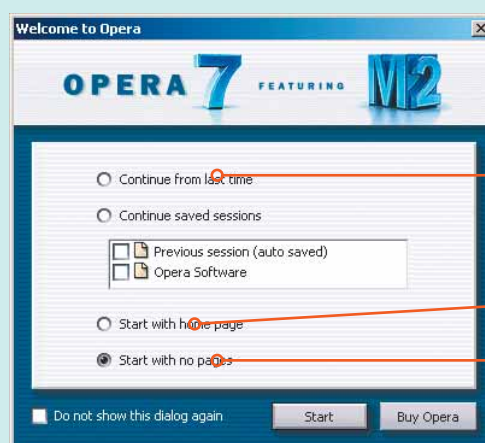 Welcome to Opera
OPERA 7 FEATURING M2
Continue from last time
Continue saved sessions
Previous session (auto saved)
Opera Software
Start with home page
Start with no pages
Do not show this dialog again
Start
Buy Opera